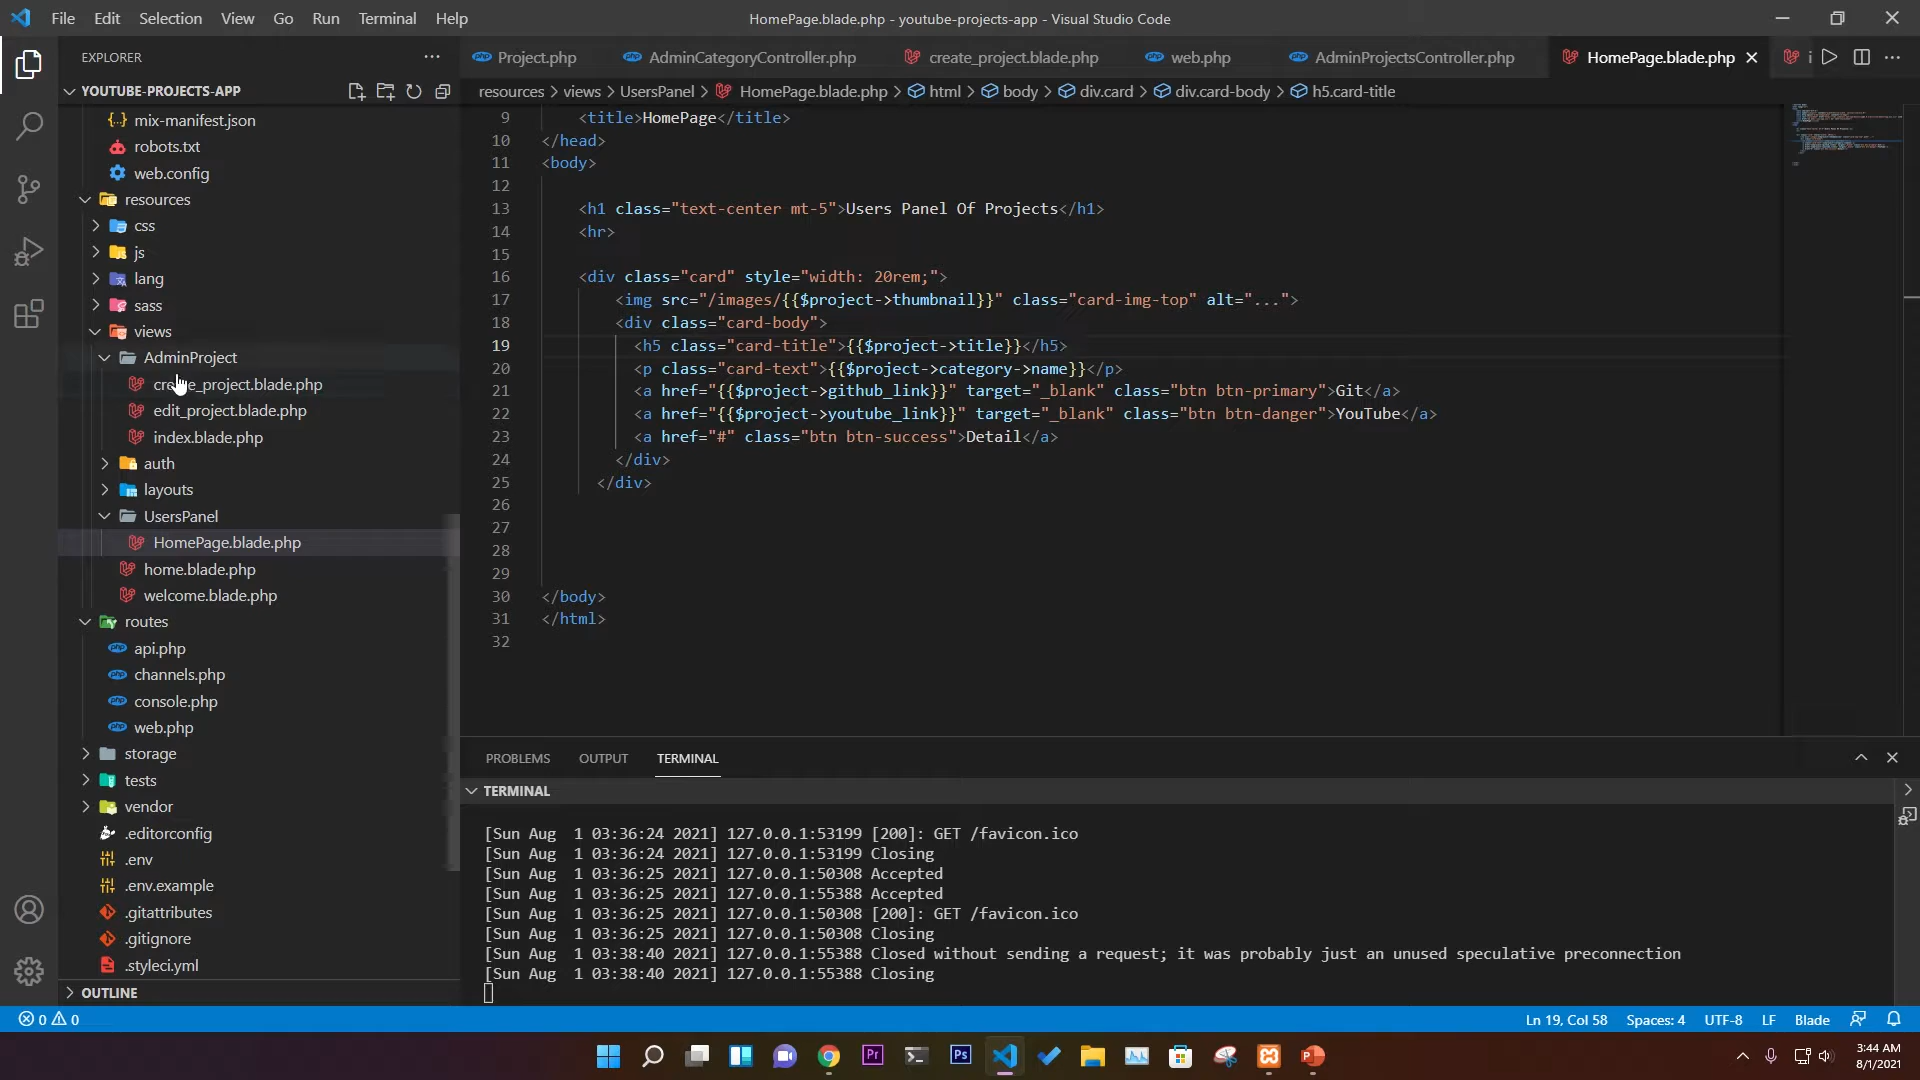 File Edit Selection View Go Run Terminal Help
HomePage.blade.php - youtube-projects-app - Visual Studio Code
EXPLORER
Project.php AdminCategoryController.php create_project.blade.php web.php AdminProjectsController.php HomePage.blade.php i
YOUTUBE-PROJECTS-APP
resources > views > UsersPanel > HomePage.blade.php > html > body > div.card > div.card-body > h5.card-title
mix-manifest.json
robots.txt
web.config
resources
css
js
lang
sass
views
AdminProject
create_project.blade.php
edit_project.blade.php
index.blade.php
auth
layouts
UsersPanel
HomePage.blade.php
home.blade.php
welcome.blade.php
routes
api.php
channels.php
console.php
web.php
storage
tests
vendor
.editorconfig
.env
.env.example
.gitattributes
.gitignore
.styleci.yml
OUTLINE
9 <title>HomePage</title>
10 </head>
11 <body>
12
13 <h1 class="text-center mt-5">Users Panel Of Projects</h1>
14 <hr>
15
16 <div class="card" style="width: 20rem;">
17 <img src="/images/{{$project->thumbnail}}" class="card-img-top" alt="...">
18 <div class="card-body">
19 <h5 class="card-title">{{$project->title}}</h5>
20 <p class="card-text">{{$project->category->name}}</p>
21 <a href="{{$project->github_link}}" target="_blank" class="btn btn-primary">Git</a>
22 <a href="{{$project->youtube_link}}" target="_blank" class="btn btn-danger">YouTube</a>
23 <a href="#" class="btn btn-success">Detail</a>
24 </div>
25 </div>
26
27
28
29
30 </body>
31 </html>
32
PROBLEMS OUTPUT TERMINAL
TERMINAL
[Sun Aug  1 03:36:24 2021] 127.0.0.1:53199 [200]: GET /favicon.ico
[Sun Aug  1 03:36:24 2021] 127.0.0.1:53199 Closing
[Sun Aug  1 03:36:25 2021] 127.0.0.1:50308 Accepted
[Sun Aug  1 03:36:25 2021] 127.0.0.1:55388 Accepted
[Sun Aug  1 03:36:25 2021] 127.0.0.1:50308 [200]: GET /favicon.ico
[Sun Aug  1 03:36:25 2021] 127.0.0.1:50308 Closing
[Sun Aug  1 03:38:40 2021] 127.0.0.1:55388 Closed without sending a request; it was probably just an unused speculative preconnection
[Sun Aug  1 03:38:40 2021] 127.0.0.1:55388 Closing
0 0
Ln 19, Col 58 Spaces: 4 UTF-8 LF Blade
Pr Ps
3:44 AM
8/1/2021